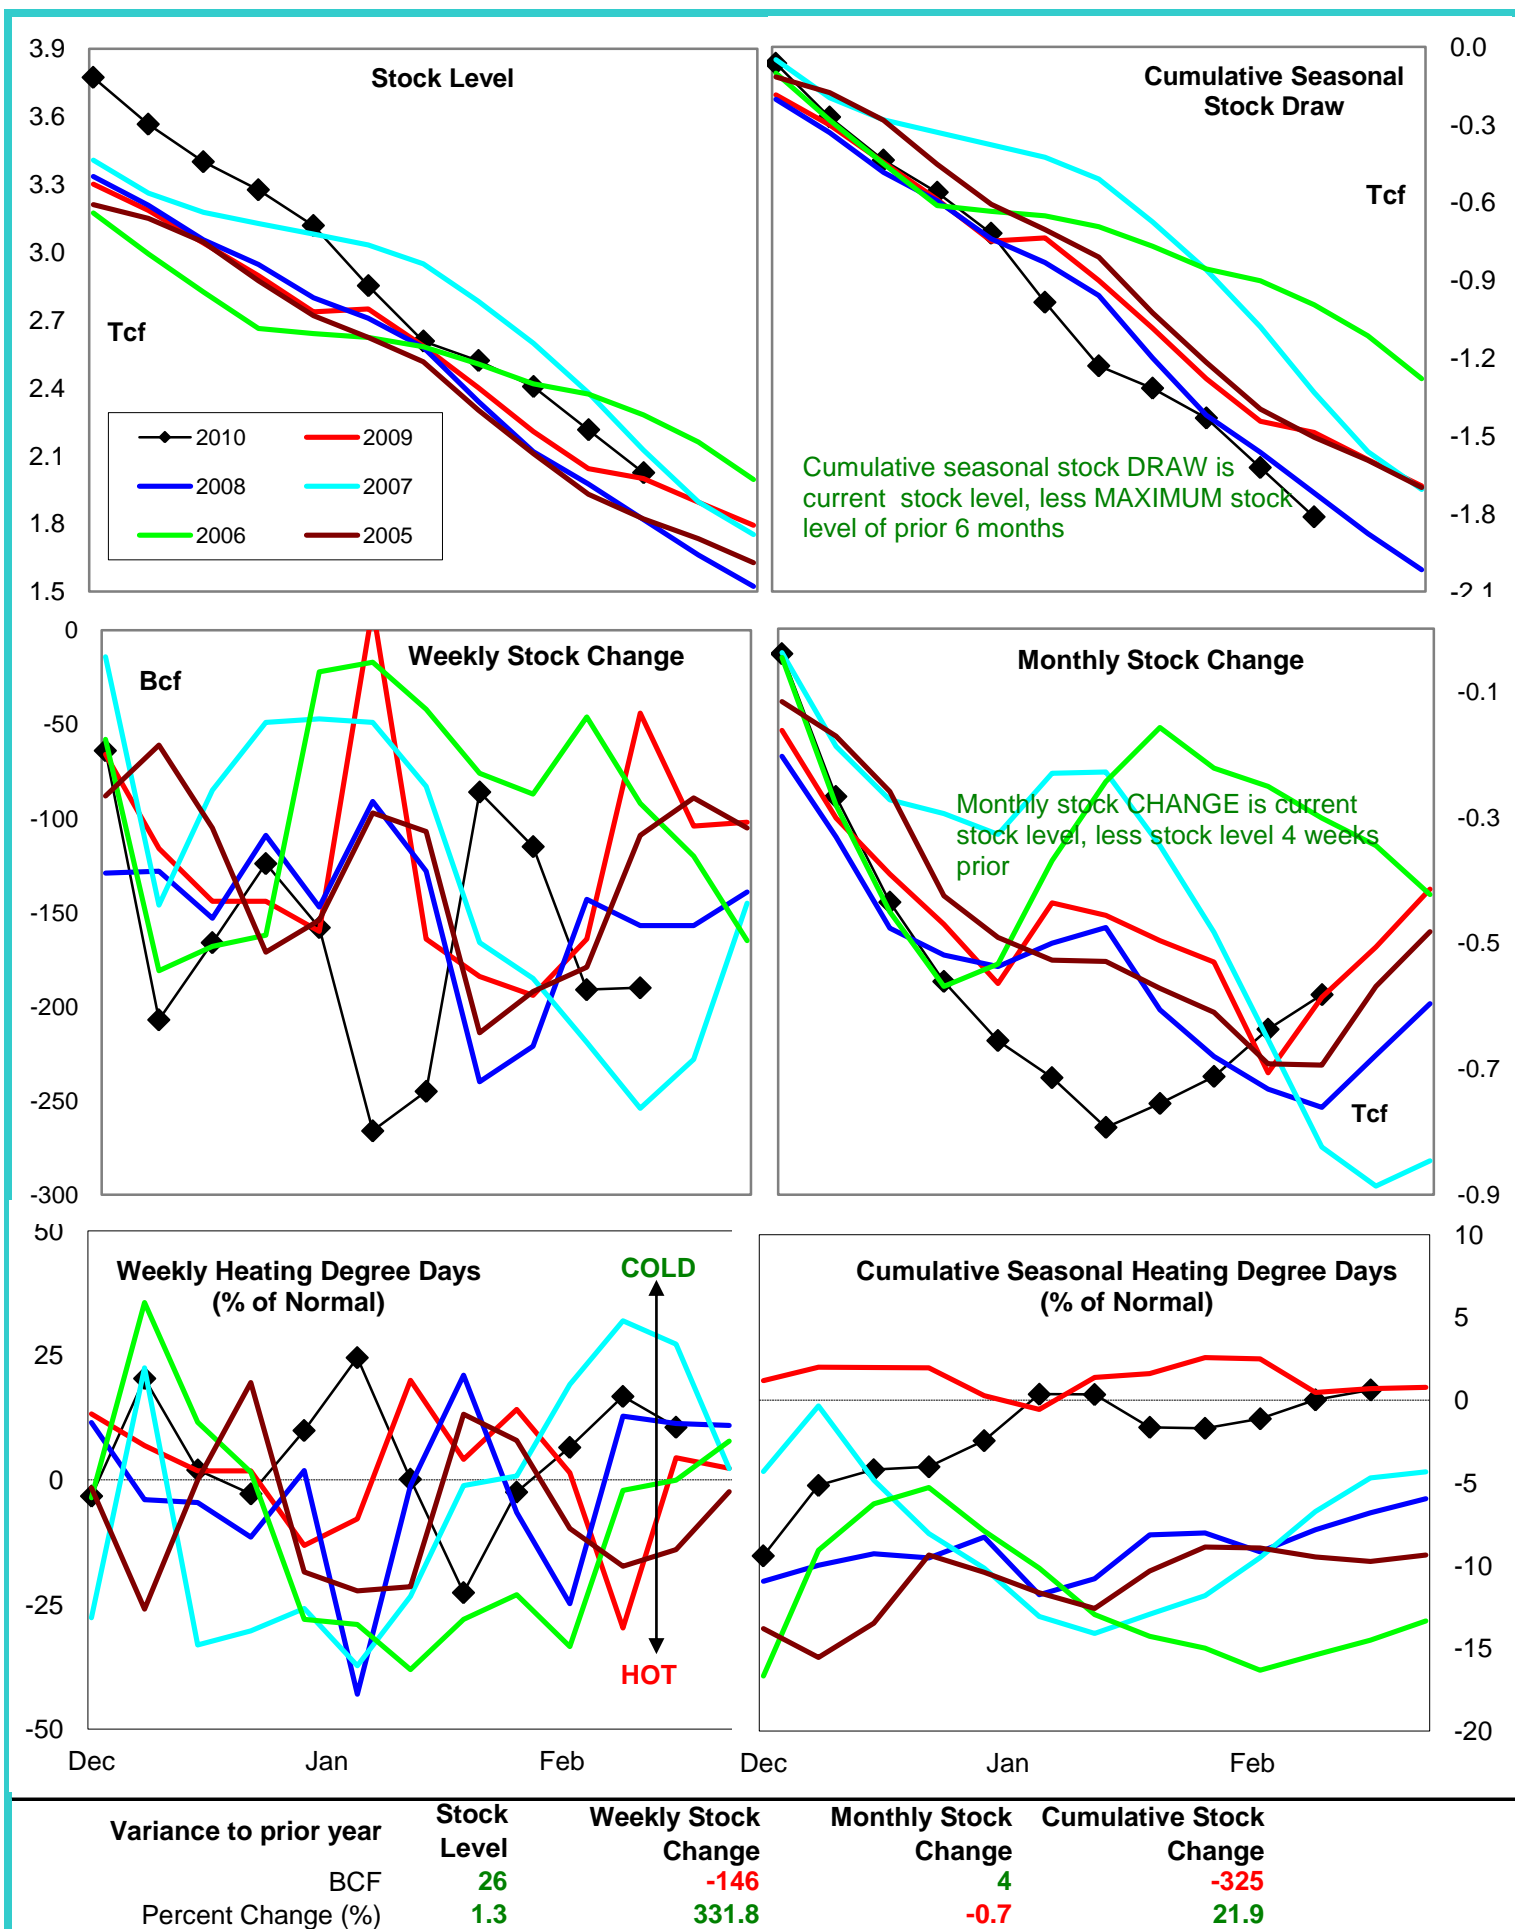 3.9
3.6
3.3
3.0
2.7
2.4
2.1
1.8
1.5
Stock Level
Tcf
2010
2009
2008
2007
2006
2005
Cumulative Seasonal
Stock Draw
Tcf
Cumulative seasonal stock DRAW is
current stock level, less MAXIMUM stock
level of prior 6 months
0.0
-0.3
-0.6
-0.9
-1.2
-1.5
-1.8
-2.1
0
-50
-100
-150
-200
-250
-300
Weekly Stock Change
Bcf
Monthly Stock Change
Monthly stock CHANGE is current
stock level, less stock level 4 weeks
prior
Tcf
-0.1
-0.3
-0.5
-0.7
-0.9
50
25
0
-25
-50
Weekly Heating Degree Days
(% of Normal)
COLD
HOT
Dec
Jan
Feb
Cumulative Seasonal Heating Degree Days
(% of Normal)
10
5
0
-5
-10
-15
-20
Dec
Jan
Feb
Variance to prior year
Stock
Level
Weekly Stock
Change
Monthly Stock
Change
Cumulative Stock
Change
BCF 26 -146 4 -325
Percent Change (%) 1.3 331.8 -0.7 21.9